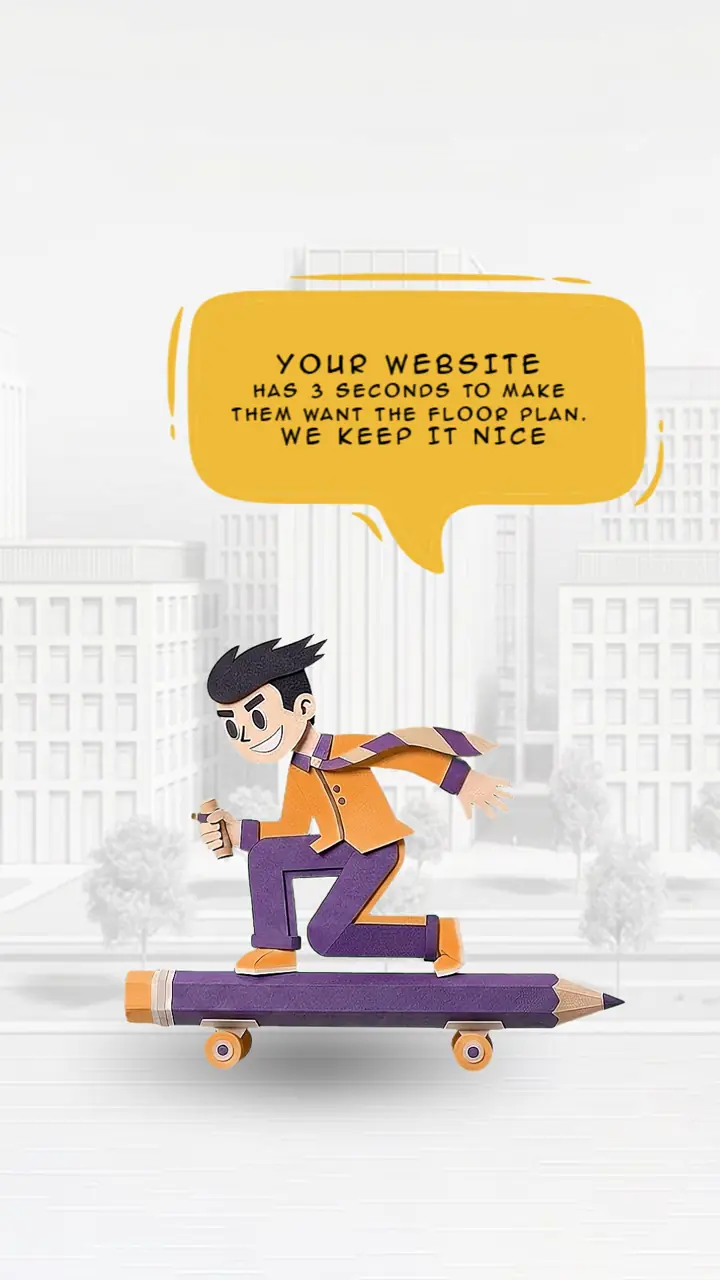 YOUR WEBSITE
HAS 3 SECONDS TO MAKE
THEM WANT THE FLOOR PLAN.
WE KEEP IT NICE